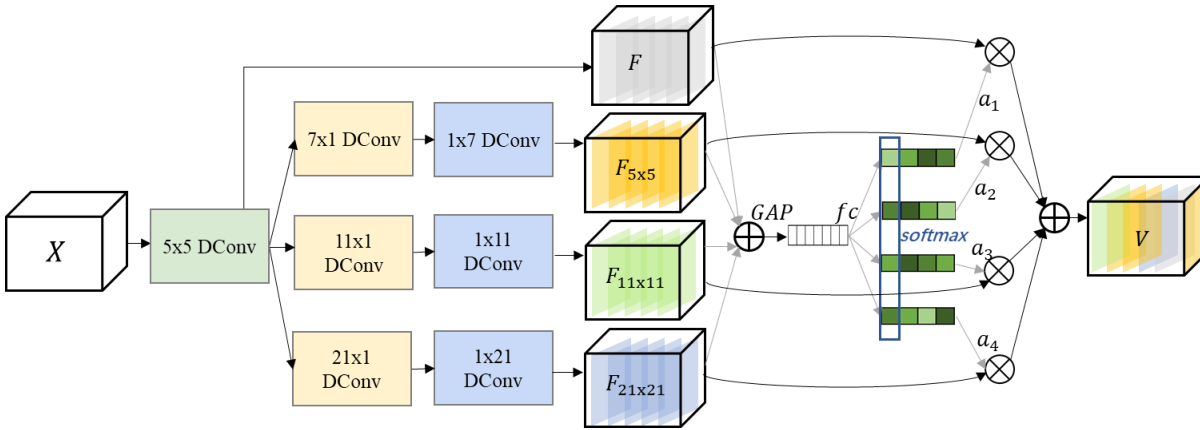 F
7x1 DConv
1x7 DConv
F5x5
X
5x5 DConv
11x1
DConv
1x11
DConv
F11x11
21x1
DConv
1x21
DConv
F21x21
GAP
fc
softmax
a1
a2
a3
a4
V